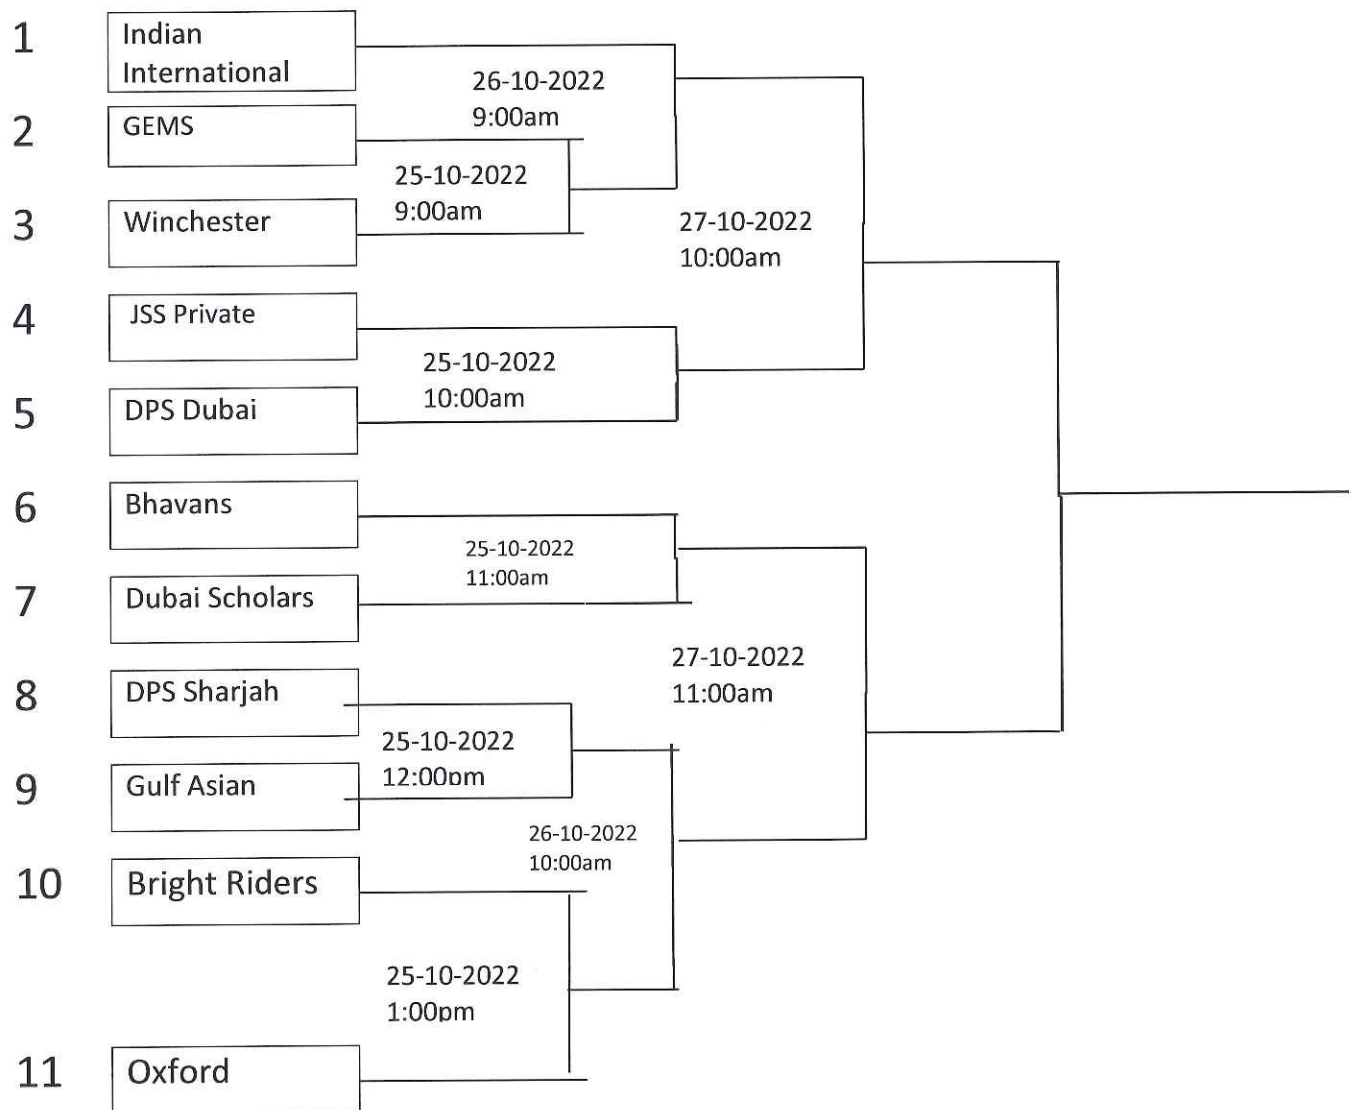 1
Indian
International
26-10-2022
9:00am
2
GEMS
25-10-2022
9:00am
3
Winchester
27-10-2022
10:00am
4
JSS Private
25-10-2022
10:00am
5
DPS Dubai
6
Bhavans
25-10-2022
11:00am
7
Dubai Scholars
27-10-2022
11:00am
8
DPS Sharjah
25-10-2022
12:00pm
9
Gulf Asian
26-10-2022
10:00am
10
Bright Riders
25-10-2022
1:00pm
11
Oxford